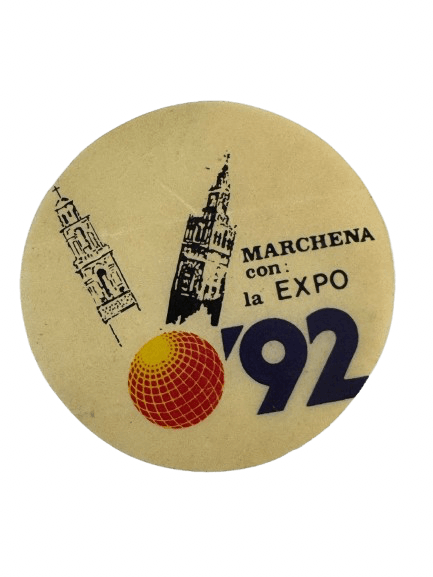 MARCHENA
con:
la EXPO
'92